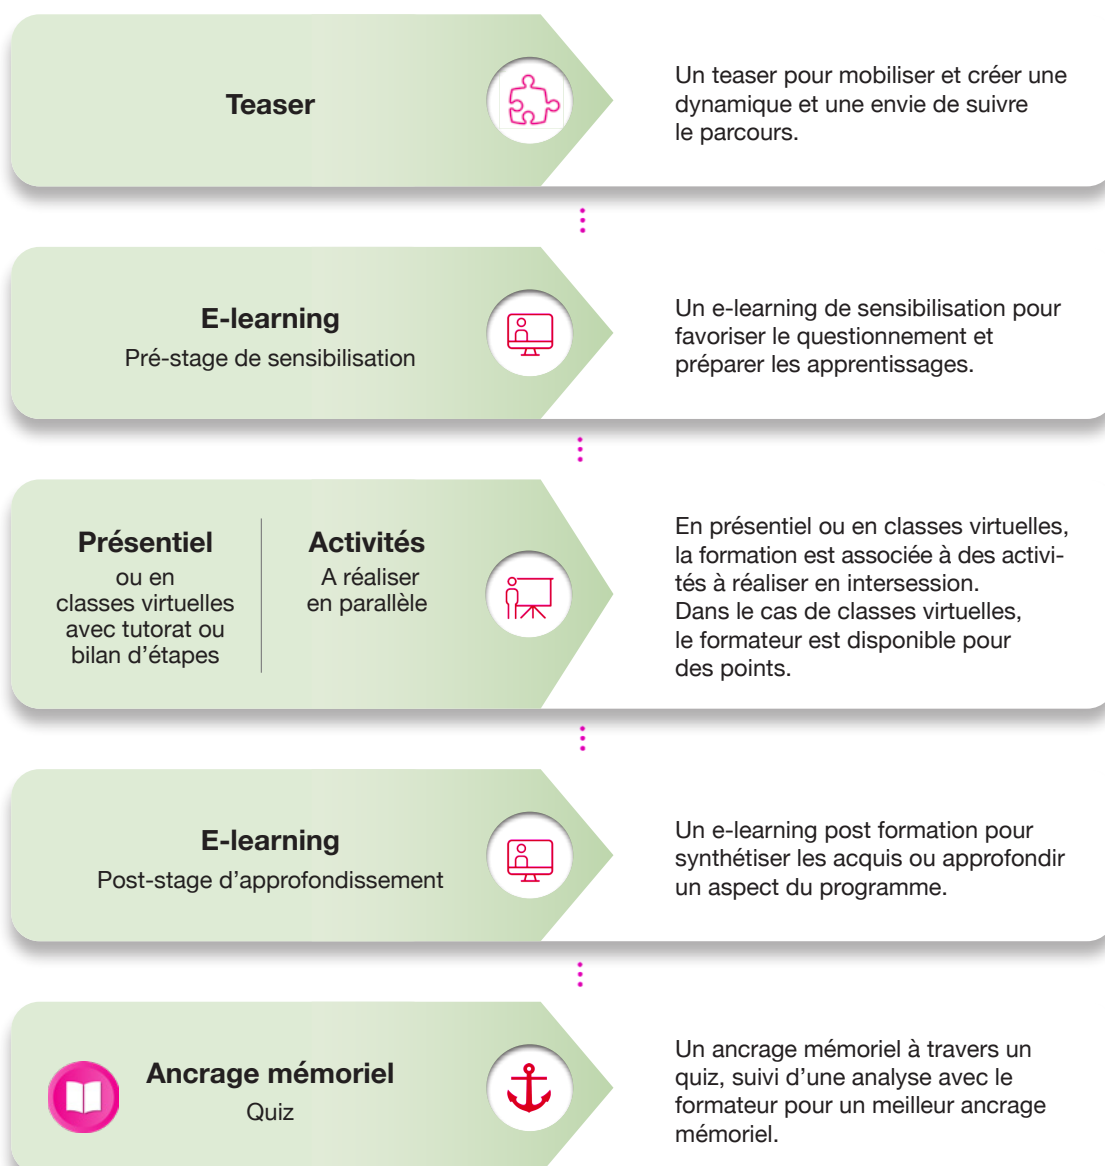 Teaser
Un teaser pour mobiliser et créer une
dynamique et une envie de suivre
le parcours.
E-learning
Pré-stage de sensibilisation
Un e-learning de sensibilisation pour
favoriser le questionnement et
préparer les apprentissages.
Présentiel
ou en
classes virtuelles
avec tutorat ou
bilan d’étapes
Activités
A réaliser
en parallèle
En présentiel ou en classes virtuelles,
la formation est associée à des activi-
tés à réaliser en intersession.
Dans le cas de classes virtuelles,
le formateur est disponible pour
des points.
E-learning
Post-stage d’approfondissement
Un e-learning post formation pour
synthétiser les acquis ou approfondir
un aspect du programme.
Ancrage mémoriel
Quiz
Un ancrage mémoriel à travers un
quiz, suivi d’une analyse avec le
formateur pour un meilleur ancrage
mémoriel.